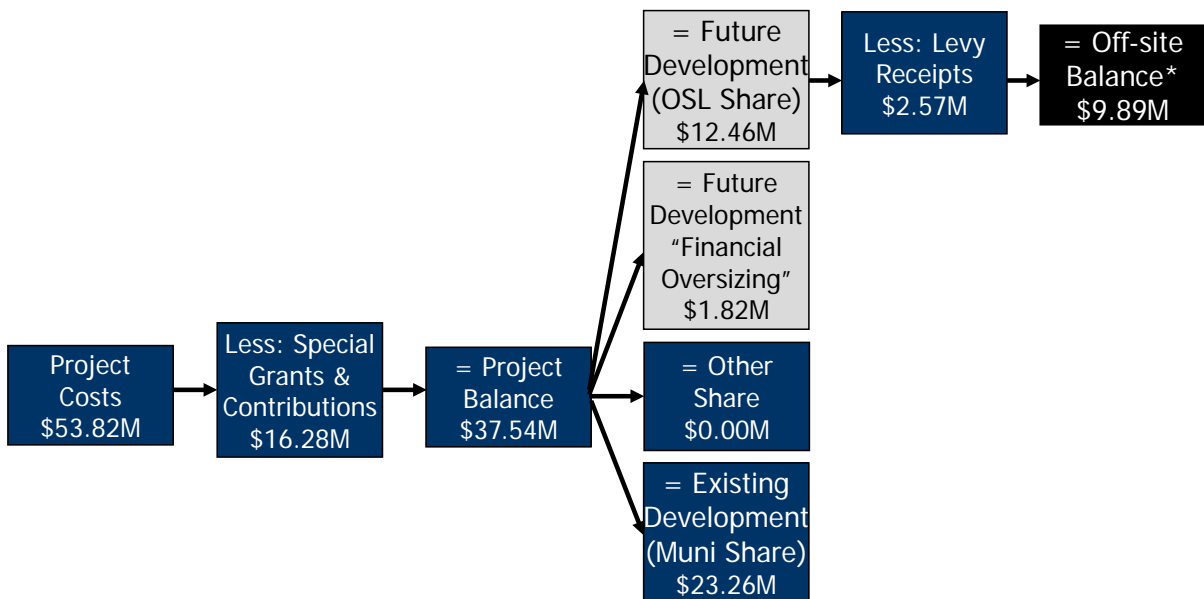 Project
Costs
$53.82M
Less: Special
Grants &
Contributions
$16.28M
= Project
Balance
$37.54M
= Future
Development
(OSL Share)
$12.46M
Less: Levy
Receipts
$2.57M
= Off-site
Balance*
$9.89M
= Future
Development
“Financial
Oversizing”
$1.82M
= Other
Share
$0.00M
= Existing
Development
(Muni Share)
$23.26M